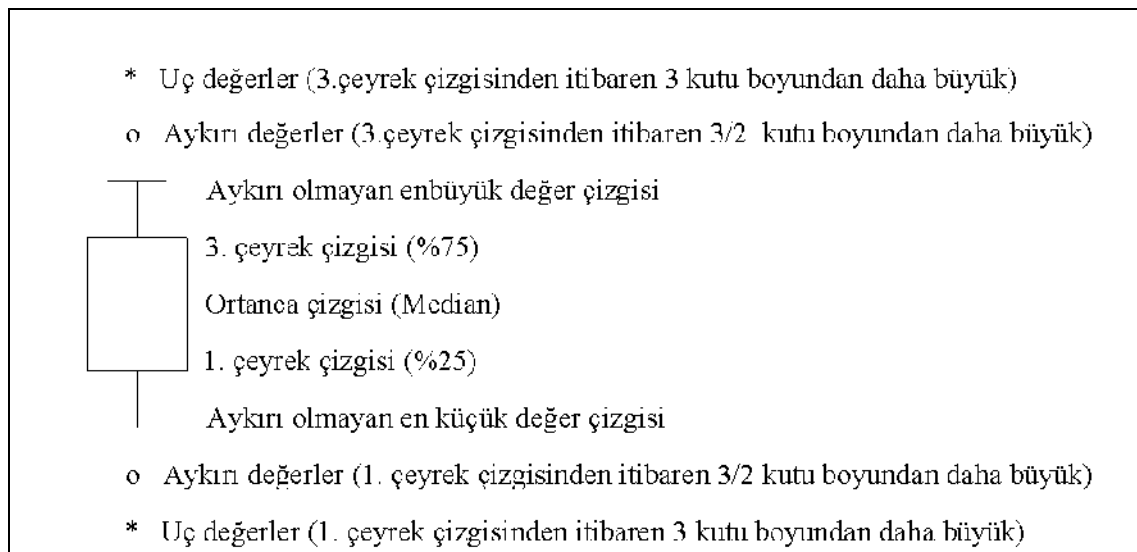 * Uç değerler (3.çeyrek çizgisinden itibaren 3 kutu boyundan daha büyük)
o Aykırı değerler (3.çeyrek çizgisinden itibaren 3/2 kutu boyundan daha büyük)
Aykırı olmayan enbüyük değer çizgisi
3. çeyrek çizgisi (%75)
Ortanca çizgisi (Median)
1. çeyrek çizgisi (%25)
Aykırı olmayan en küçük değer çizgisi
o Aykırı değerler (1. çeyrek çizgisinden itibaren 3/2 kutu boyundan daha büyük)
* Uç değerler (1. çeyrek çizgisinden itibaren 3 kutu boyundan daha büyük)